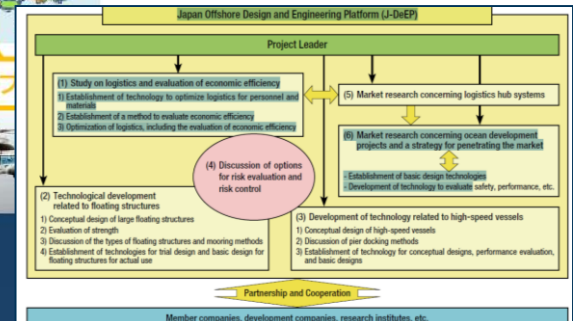 Japan Offshore Design and Engineering Platform (J-DeEP)
Project Leader
(1) Study on logistics and evaluation of economic efficiency
1) Establishment of technology to optimize logistics for personnel and
materials
2) Establishment of a method to evaluate economic efficiency
3) Optimization of logistics, including the evaluation of economic efficiency
(5) Market research concerning logistics hub systems
(6) Market research concerning ocean development
projects and a strategy for penetrating the market
- Establishment of basic design technologies
- Development of technology to evaluate safety, performance, etc.
(4) Discussion of options
for risk evaluation and
risk control
(2) Technological development
related to floating structures
1) Conceptual design of large floating structures
2) Evaluation of strength
3) Discussion of the types of floating structures and mooring methods
4) Establishment of technologies for trial design and basic design for
floating structures for actual use
(3) Development of technology related to high-speed vessels
1) Conceptual design of high-speed vessels
2) Discussion of pier docking methods
3) Establishment of technology for conceptual designs, performance evaluation,
and basic designs
Partnership and Cooperation
Member companies, development companies, research institutes, etc.